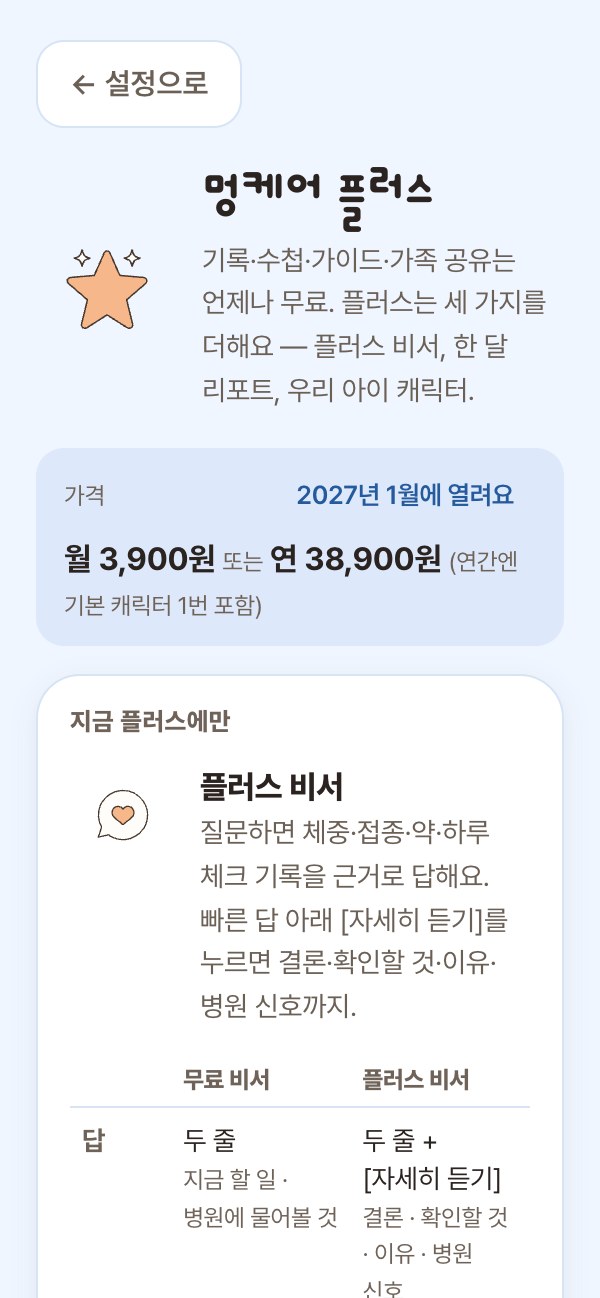 ← 설정으로
멍케어 플러스
기록·수첩·가이드·가족 공유는
언제나 무료. 플러스는 세 가지를
더해요 — 플러스 비서, 한 달
리포트, 우리 아이 캐릭터.
가격
2027년 1월에 열려요
월 3,900원 또는 연 38,900원 (연간엔
기본 캐릭터 1번 포함)
지금 플러스에만
플러스 비서
질문하면 체중·접종·약·하루
체크 기록을 근거로 답해요.
빠른 답 아래 [자세히 듣기]를
누르면 결론·확인할 것·이유·
병원 신호까지.
무료 비서
플러스 비서
답
두 줄
지금 할 일 ·
병원에 물어볼 것
두 줄 +
[자세히 듣기]
결론 · 확인할 것
· 이유 · 병원
신호